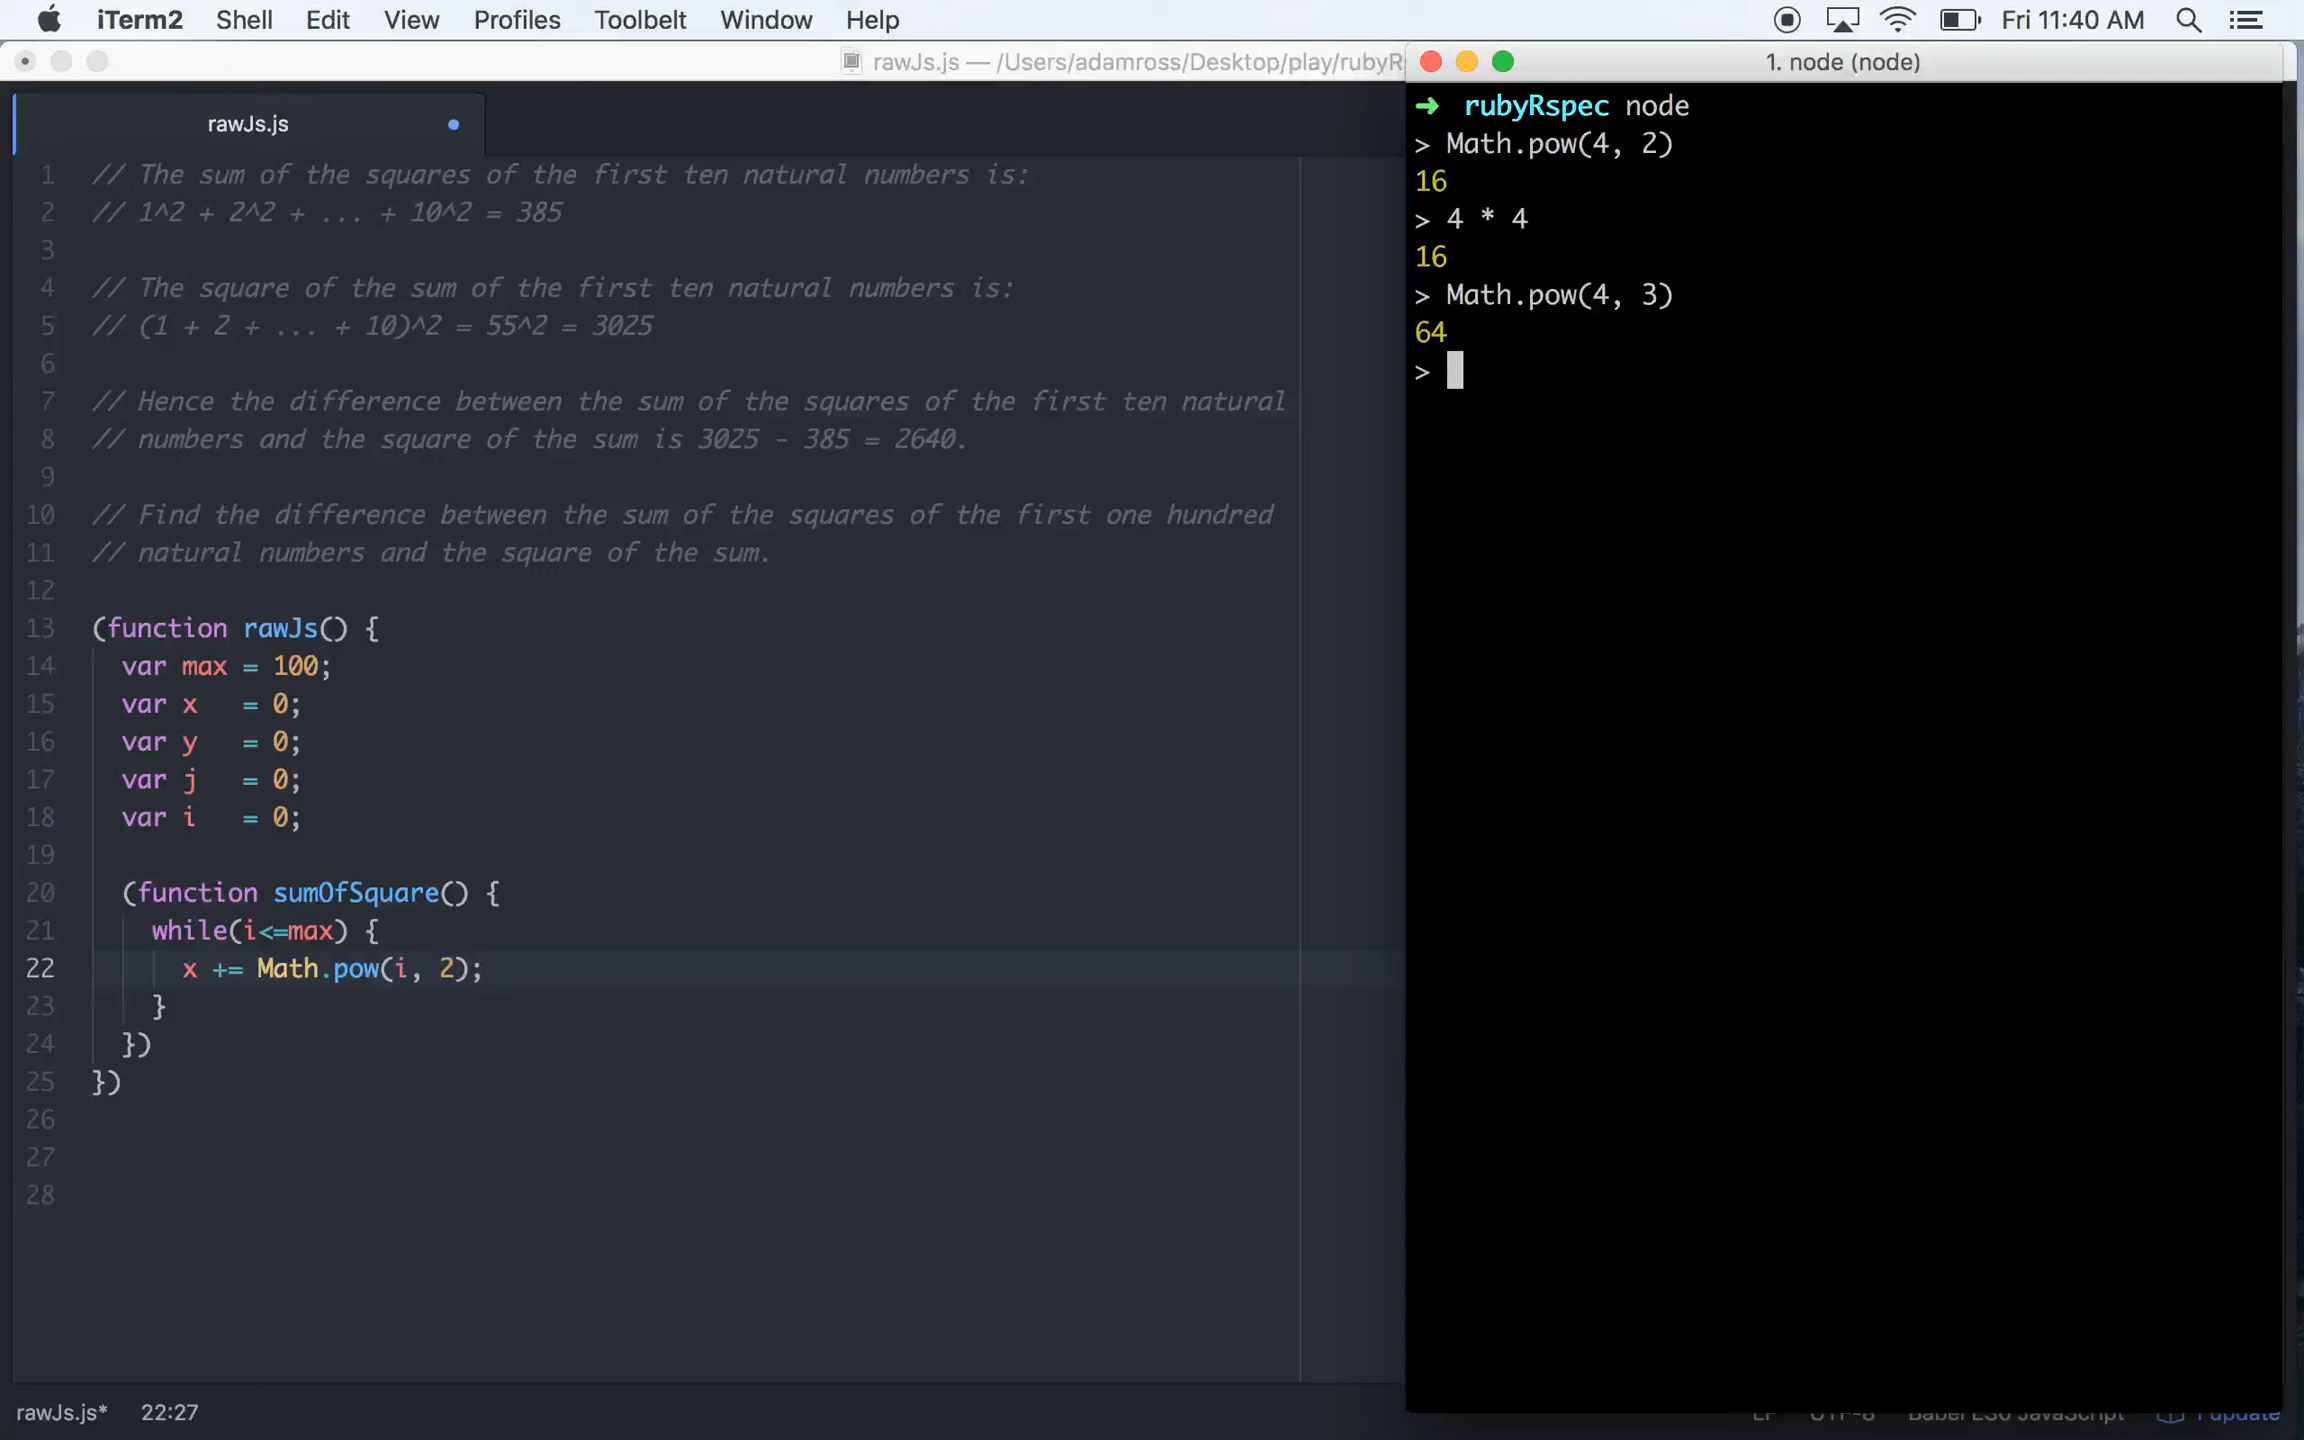 iTerm2 Shell Edit View Profiles Toolbelt Window Help Fri 11:40 AM
rawJs.js — /Users/adamross/Desktop/play/rubyR
1. node (node)
rawJs.js
1 // The sum of the squares of the first ten natural numbers is:
2 // 1^2 + 2^2 + ... + 10^2 = 385
3
4 // The square of the sum of the first ten natural numbers is:
5 // (1 + 2 + ... + 10)^2 = 55^2 = 3025
6
7 // Hence the difference between the sum of the squares of the first ten natural
8 // numbers and the square of the sum is 3025 - 385 = 2640.
9
10 // Find the difference between the sum of the squares of the first one hundred
11 // natural numbers and the square of the sum.
12
13 (function rawJs() {
14 var max = 100;
15 var x = 0;
16 var y = 0;
17 var j = 0;
18 var i = 0;
19
20 (function sumOfSquare() {
21 while(i<=max) {
22 x += Math.pow(i, 2);
23 }
24 })
25 })
26
27
28
rawJs.js* 22:27
LF UTF-8 Babel ES6 JavaScript 1 update
➜ rubyRspec node
> Math.pow(4, 2)
16
> 4 * 4
16
> Math.pow(4, 3)
64
>